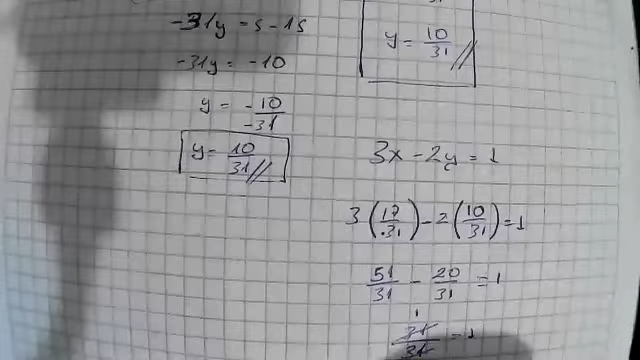 -31y = 5 - 15
-31y = -10
y = -10/-31
y = 10/31
y = 10/31
3x - 2y = 1
3(17/31) - 2(10/31) = 1
51/31 - 20/31 = 1
31/31 = 1